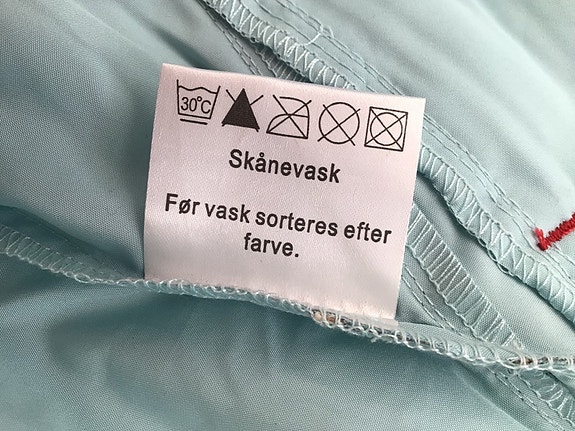 30°C
Skånevask
Før vask sorteres efter
farve.